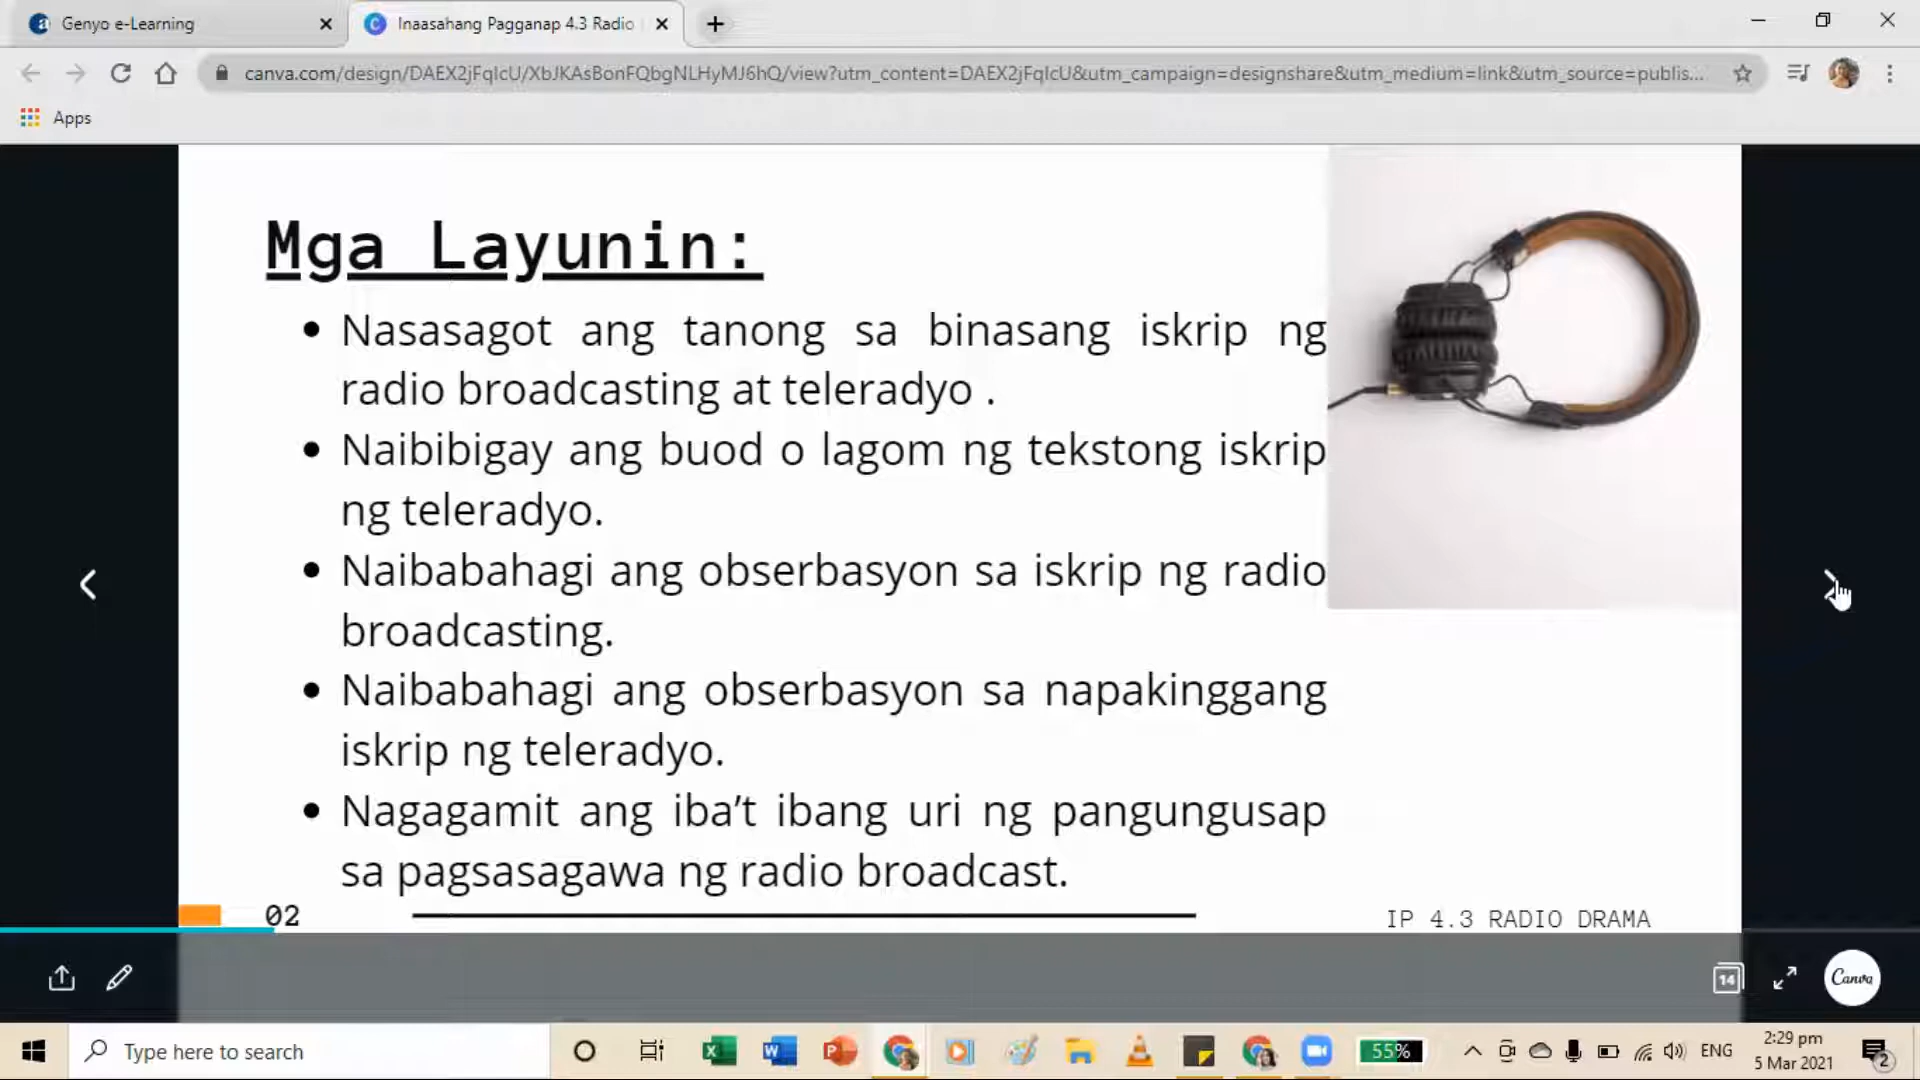 Genyo e-Learning
Inaasahang Pagganap 4.3 Radio
canva.com/design/DAEX2jFqIcU/XbJKAsBonFQbgNLHyMJ6hQ/view?utm_content=DAEX2jFqIcU&utm_campaign=designshare&utm_medium=link&utm_source=publis...
Apps
Mga Layunin:
• Nasasagot ang tanong sa binasang iskrip ng
radio broadcasting at teleradyo .
• Naibibigay ang buod o lagom ng tekstong iskrip
ng teleradyo.
• Naibabahagi ang obserbasyon sa iskrip ng radio
broadcasting.
• Naibabahagi ang obserbasyon sa napakinggang
iskrip ng teleradyo.
• Nagagamit ang iba't ibang uri ng pangungusap
sa pagsasagawa ng radio broadcast.
02
IP 4.3 RADIO DRAMA
14
Canva
Type here to search
55%
ENG
2:29 pm
5 Mar 2021
2